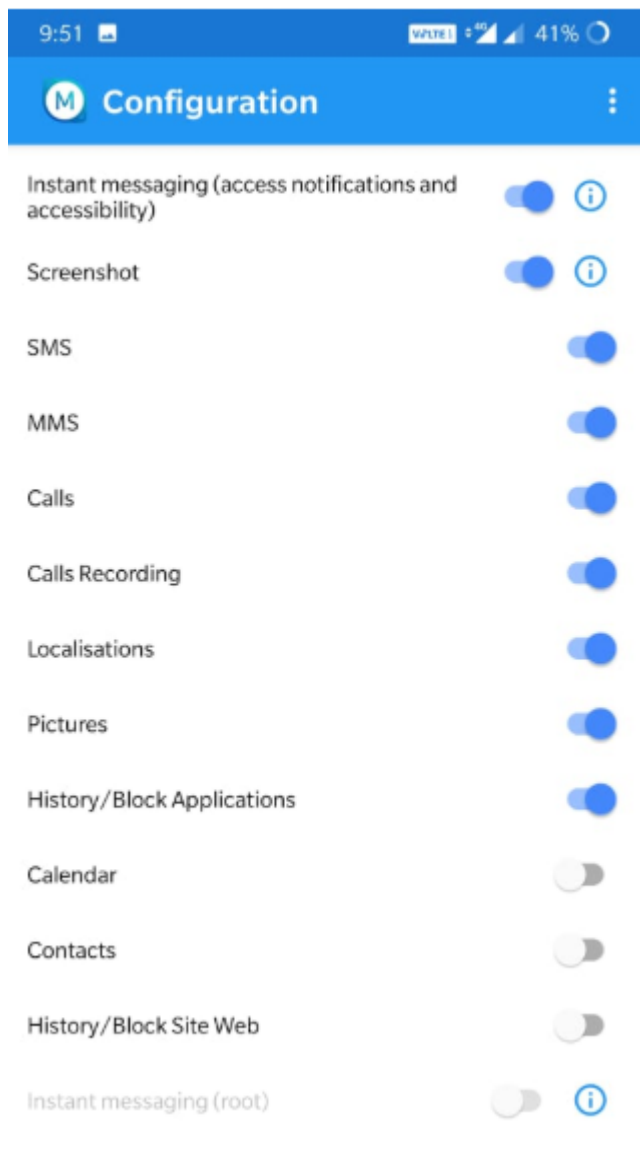 9:51 41%
M Configuration
Instant messaging (access notifications and
accessibility)
Screenshot
SMS
MMS
Calls
Calls Recording
Localisations
Pictures
History/Block Applications
Calendar
Contacts
History/Block Site Web
Instant messaging (root)